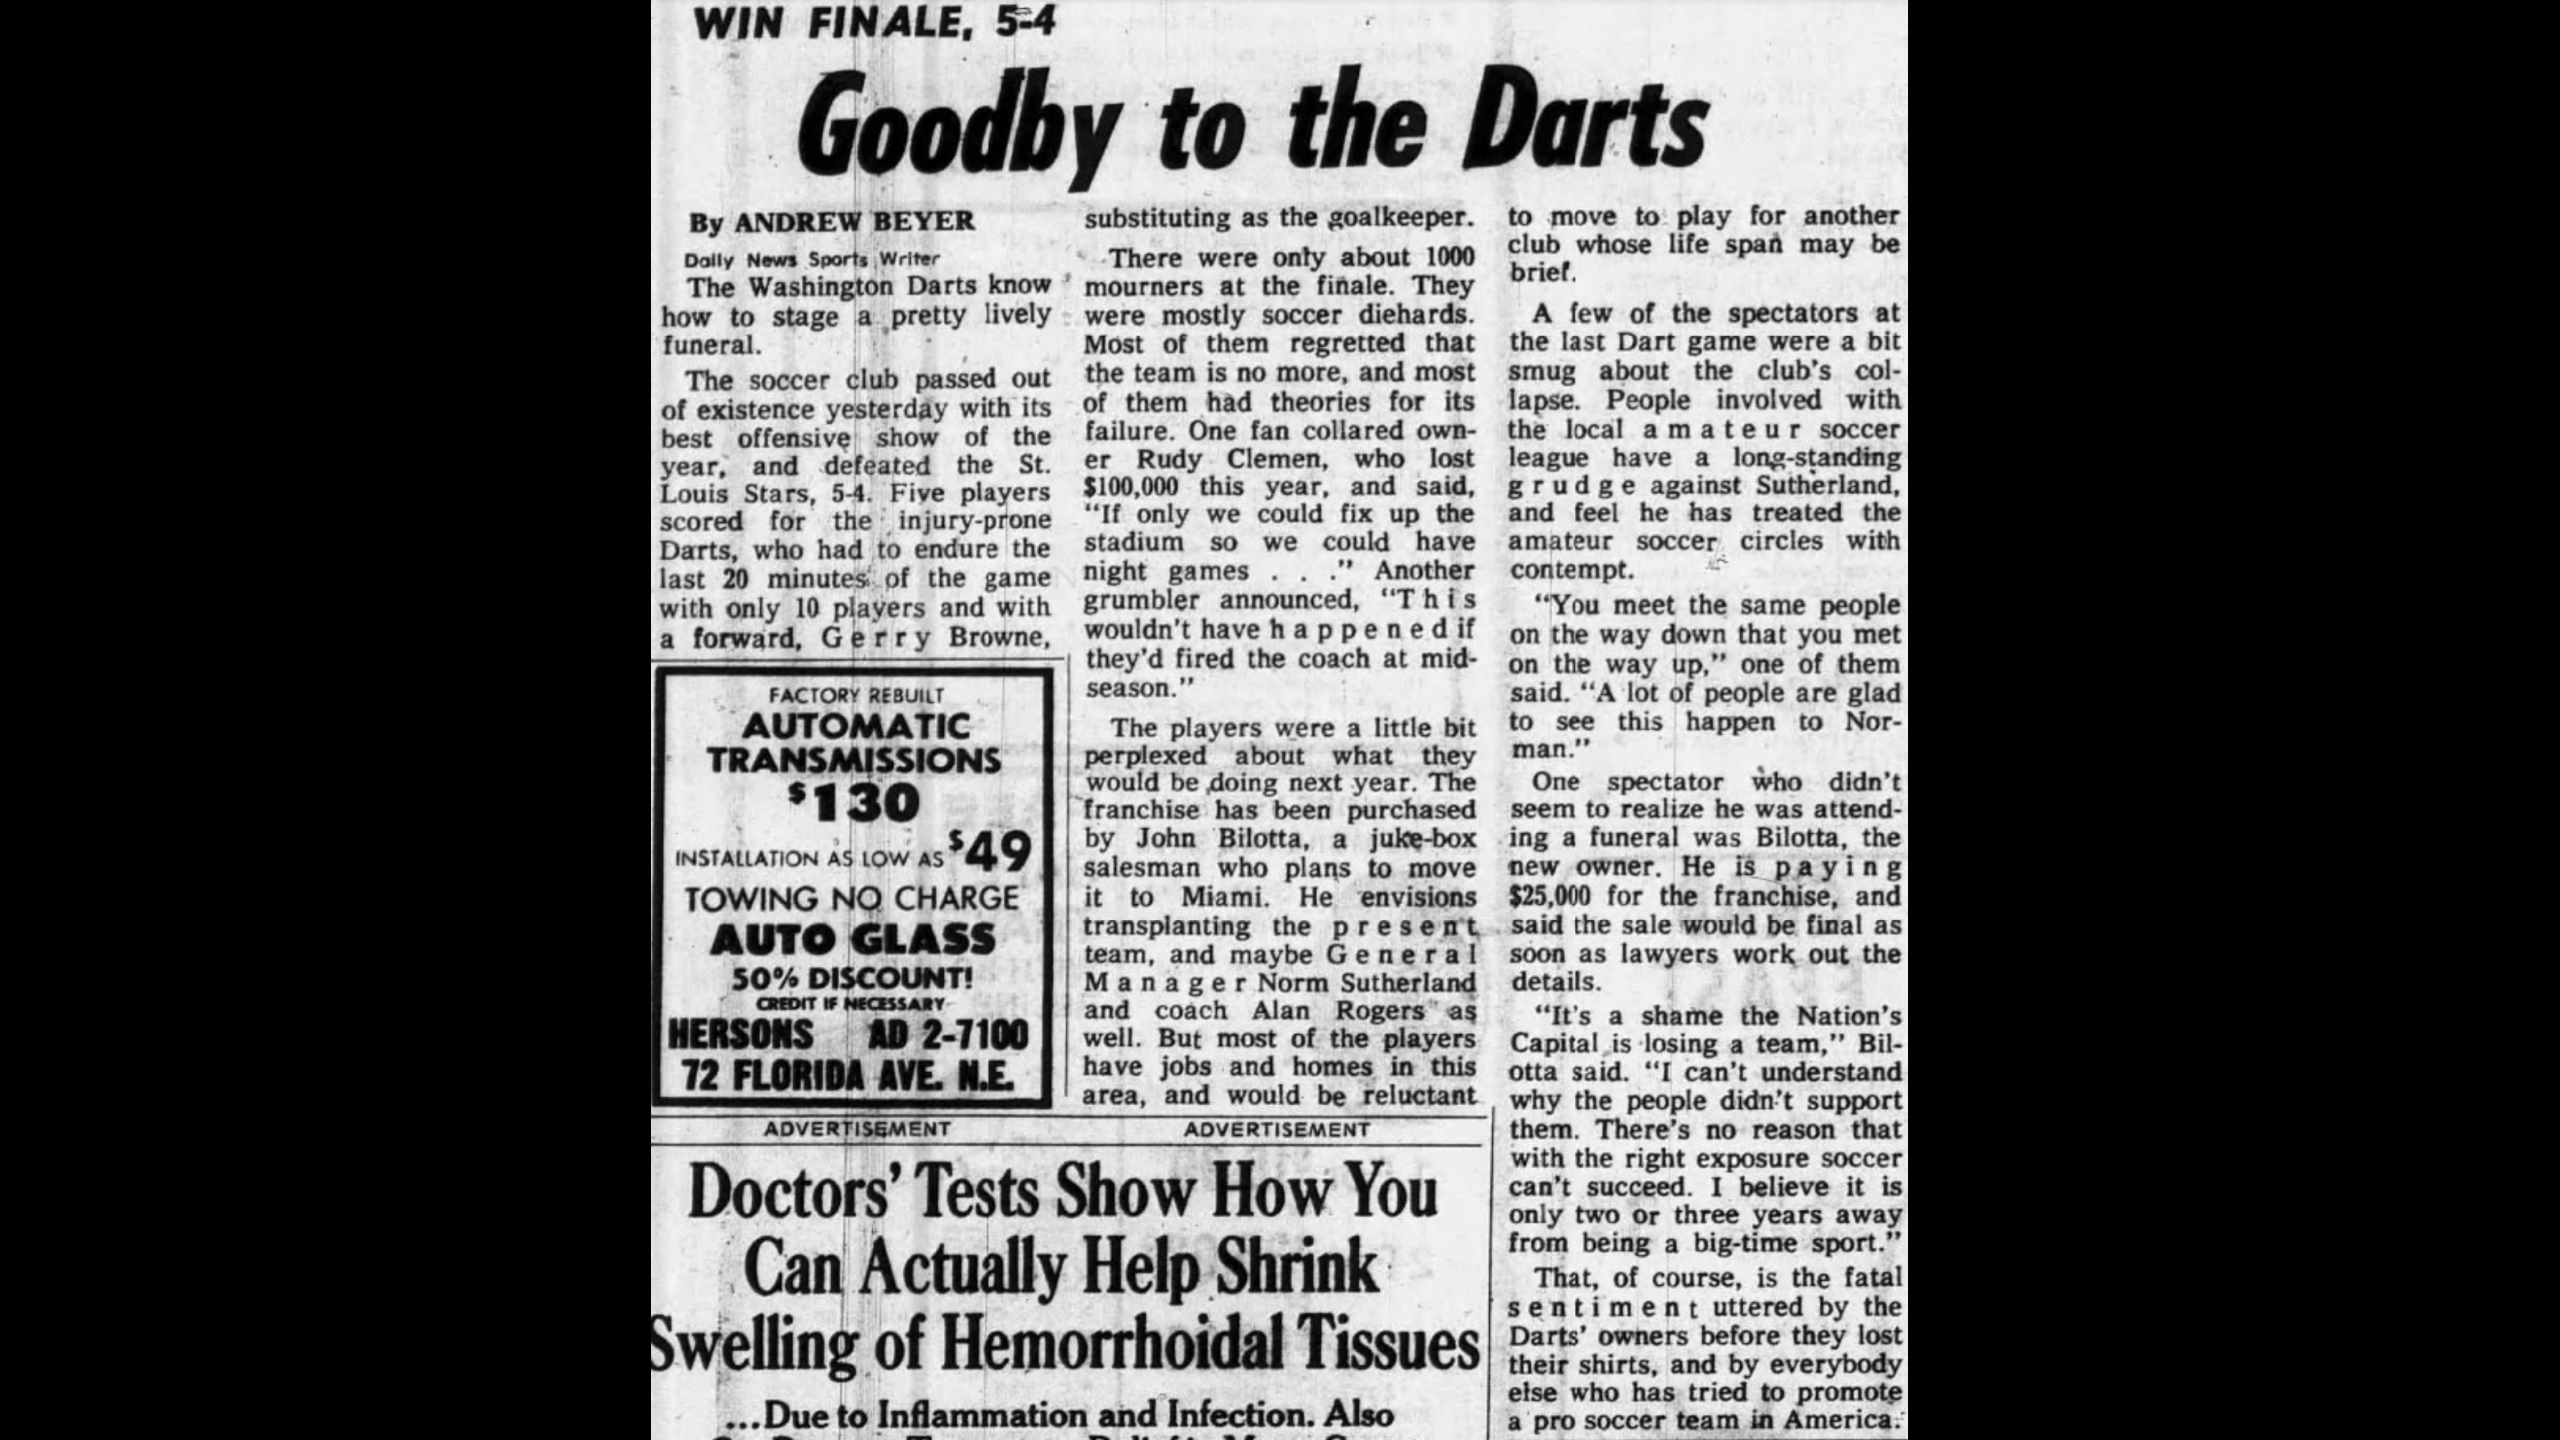 WIN FINALE, 5-4
Goodby to the Darts
By ANDREW BEYER
Daily News Sports Writer
The Washington Darts know
how to stage a pretty lively
funeral.
The soccer club passed out
of existence yesterday with its
best offensive show of the
year, and defeated the St.
Louis Stars, 5-4. Five players
scored for the injury-prone
Darts, who had to endure the
last 20 minutes of the game
with only 10 players and with
a forward, Gerry Browne,
substituting as the goalkeeper.
There were only about 1000
mourners at the finale. They
were mostly soccer diehards.
Most of them regretted that
the team is no more, and most
of them had theories for its
failure. One fan collared own-
er Rudy Clemen, who lost
$100,000 this year, and said,
"If only we could fix up the
stadium so we could have
night games . . ." Another
grumbler announced, "This
wouldn't have happened if
they'd fired the coach at mid-
season."
The players were a little bit
perplexed about what they
would be doing next year. The
franchise has been purchased
by John Bilotta, a juke-box
salesman who plans to move
it to Miami. He envisions
transplanting the present
team, and maybe General
Manager Norm Sutherland
and coach Alan Rogers as
well. But most of the players
have jobs and homes in this
area, and would be reluctant
to move to play for another
club whose life span may be
brief.
A few of the spectators at
the last Dart game were a bit
smug about the club's col-
lapse. People involved with
the local amateur soccer
league have a long-standing
grudge against Sutherland,
and feel he has treated the
amateur soccer circles with
contempt.
"You meet the same people
on the way down that you met
on the way up," one of them
said. "A lot of people are glad
to see this happen to Nor-
man."
One spectator who didn't
seem to realize he was attend-
ing a funeral was Bilotta, the
new owner. He is paying
$25,000 for the franchise, and
said the sale would be final as
soon as lawyers work out the
details.
"It's a shame the Nation's
Capital is losing a team," Bil-
otta said. "I can't understand
why the people didn't support
them. There's no reason that
with the right exposure soccer
can't succeed. I believe it is
only two or three years away
from being a big-time sport."
That, of course, is the fatal
sentiment uttered by the
Darts' owners before they lost
their shirts, and by everybody
else who has tried to promote
a pro soccer team in America.
FACTORY REBUILT
AUTOMATIC
TRANSMISSIONS
$130
INSTALLATION AS LOW AS $49
TOWING NO CHARGE
AUTO GLASS
50% DISCOUNT!
CREDIT IF NECESSARY
HERSONS AD 2-7100
72 FLORIDA AVE. N.E.
ADVERTISEMENT ADVERTISEMENT
Doctors' Tests Show How You
Can Actually Help Shrink
Swelling of Hemorrhoidal Tissues
...Due to Inflammation and Infection. Also